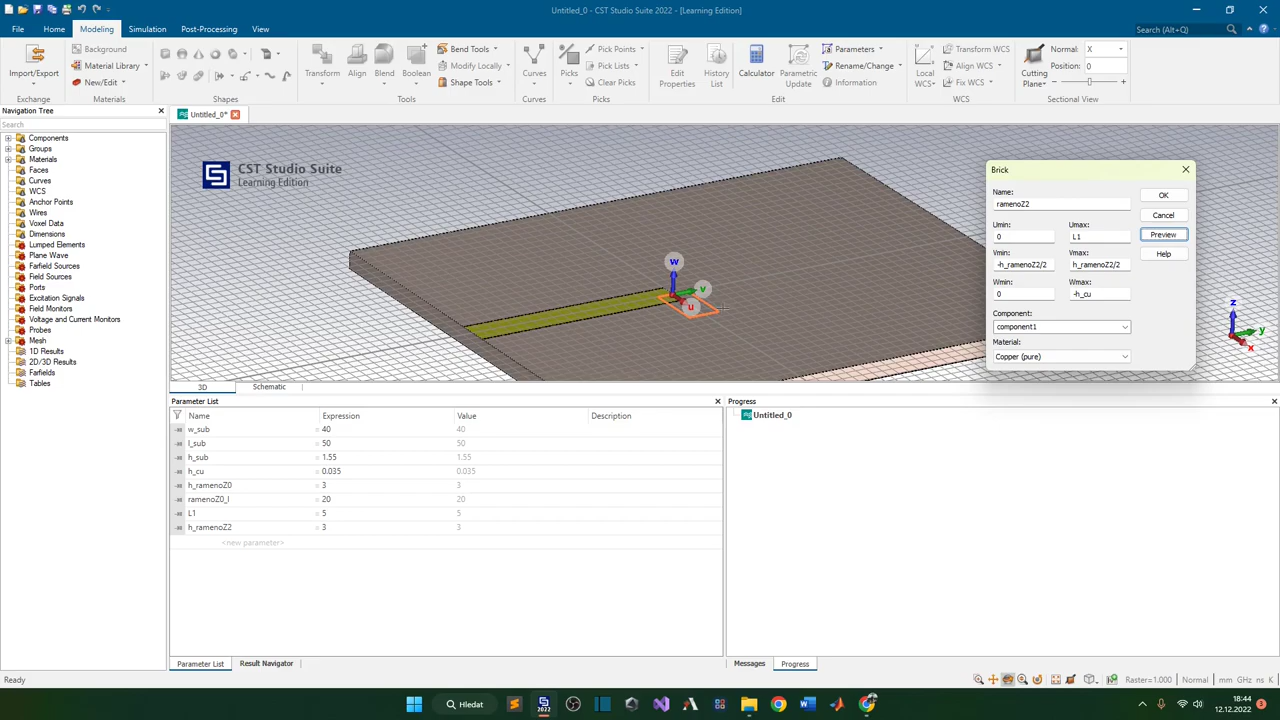 Untitled_0 - CST Studio Suite 2022 - [Learning Edition]
File Home Modeling Simulation Post-Processing View
Search (Alt+Q)
Import/Export
Background
Material Library
New/Edit
Transform Align Blend Boolean
Bend Tools
Modify Locally
Shape Tools
Curves Picks
Pick Points
Pick Lists
Clear Picks
Edit Properties
History List
Calculator
Parametric Update
Parameters
Rename/Change
Information
Local WCS
Transform WCS
Align WCS
Fix WCS
Cutting Plane
Normal: X
Position: 0
Exchange Materials Shapes Tools Curves Picks Edit WCS Sectional View
Navigation Tree
Search
Components
Groups
Materials
Faces
Curves
WCS
Anchor Points
Wires
Voxel Data
Dimensions
Lumped Elements
Plane Wave
Farfield Sources
Field Sources
Ports
Excitation Signals
Field Monitors
Voltage and Current Monitors
Probes
Mesh
1D Results
2D/3D Results
Farfields
Tables
Untitled_0*
CST Studio Suite
Learning Edition
w
v
u
z
y
x
Brick
Name:
ramenoZ2
OK
Cancel
Preview
Help
Umin: Umax:
0 L1
Vmin: Vmax:
-h_ramenoZ2/2 h_ramenoZ2/2
Wmin: Wmax:
0 -h_cu
Component:
component1
Material:
Copper (pure)
3D Schematic
Parameter List
Name Expression Value Description
w_sub = 40 40
l_sub = 50 50
h_sub = 1.55 1.55
h_cu = 0.035 0.035
h_ramenoZ0 = 3 3
ramenoZ0_l = 20 20
L1 = 5 5
h_ramenoZ2 = 3 3
<new parameter>
Parameter List Result Navigator
Progress
Untitled_0
Messages Progress
Ready
Raster=1.000 Normal mm GHz ns K
Hledat
2022
18:44
12.12.2022